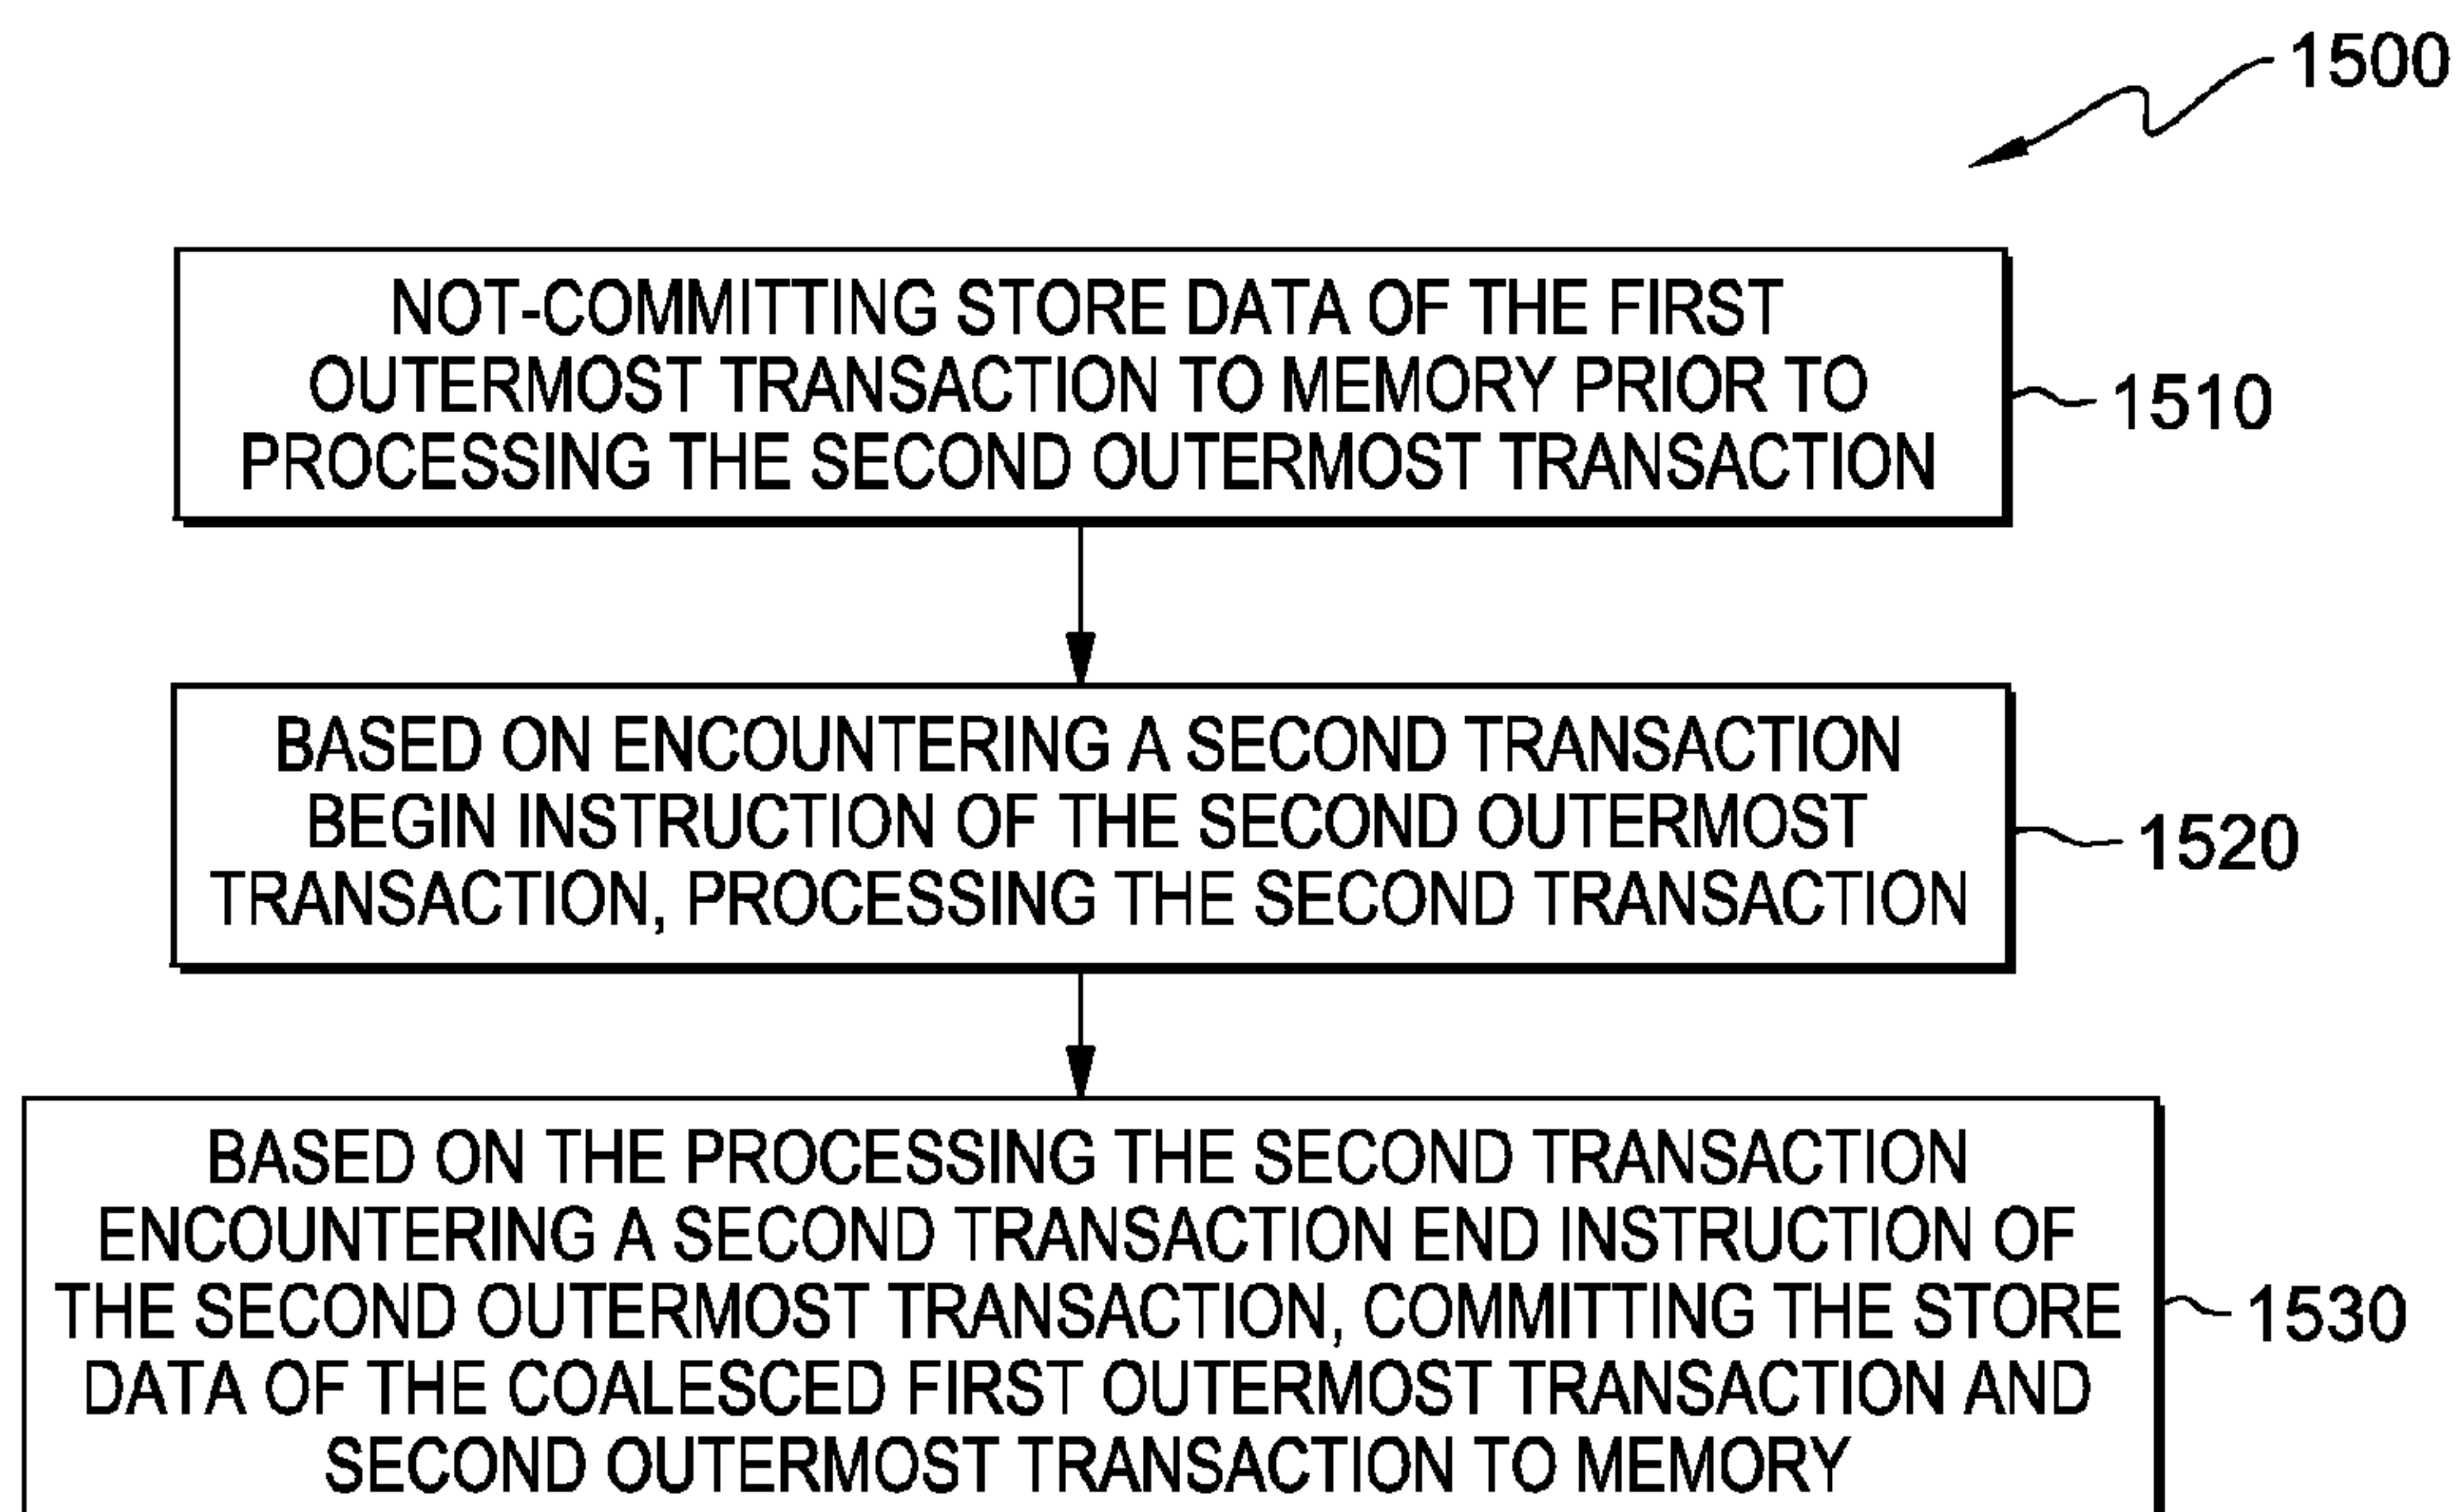 1500
NOT-COMMITTING STORE DATA OF THE FIRST
OUTERMOST TRANSACTION TO MEMORY PRIOR TO
PROCESSING THE SECOND OUTERMOST TRANSACTION
1510
BASED ON ENCOUNTERING A SECOND TRANSACTION
BEGIN INSTRUCTION OF THE SECOND OUTERMOST
TRANSACTION, PROCESSING THE SECOND TRANSACTION
1520
BASED ON THE PROCESSING THE SECOND TRANSACTION
ENCOUNTERING A SECOND TRANSACTION END INSTRUCTION OF
THE SECOND OUTERMOST TRANSACTION, COMMITTING THE STORE
DATA OF THE COALESCED FIRST OUTERMOST TRANSACTION AND
SECOND OUTERMOST TRANSACTION TO MEMORY
1530